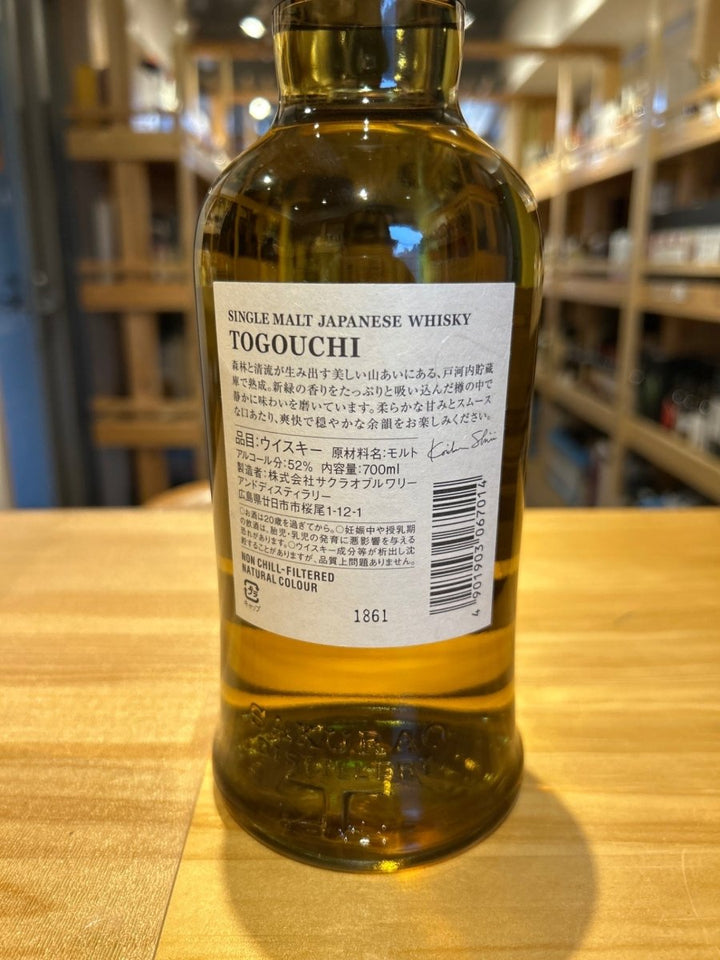 SINGLE MALT JAPANESE WHISKY
TOGOUCHI
森林と清流が生み出す美しい山あいにある、戸河内貯蔵
庫で熟成。新緑の香りをたっぷりと吸い込んだ樽の中で
静かに味わいを磨いています。柔らかな甘みとスムース
な口あたり、爽快で穏やかな余韻をお楽しみください。
品目:ウイスキー 原材料名:モルト
アルコール分:52% 内容量:700ml
製造者:株式会社サクラオブルワリー
アンドディスティラリー
広島県廿日市市桜尾1-12-1
○お酒は20歳を過ぎてから。○妊娠中や授乳期
の飲酒は、胎児・乳児の発育に悪影響を与える
恐れがあります。○ウイスキー成分等が析出し沈
殿することがありますが、品質上問題ありません。
NON CHILL-FILTERED
NATURAL COLOUR
キャップ
1861
4 901903 067014
SAKURAO
DISTILLERY